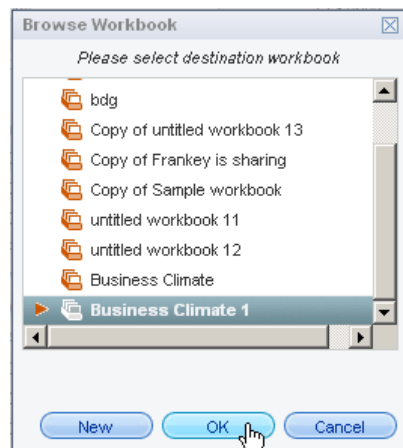 Browse Workbook
Please select destination workbook
bdg
Copy of untitled workbook 13
Copy of Frankey is sharing
Copy of Sample workbook
untitled workbook 11
untitled workbook 12
Business Climate
Business Climate 1
New OK Cancel